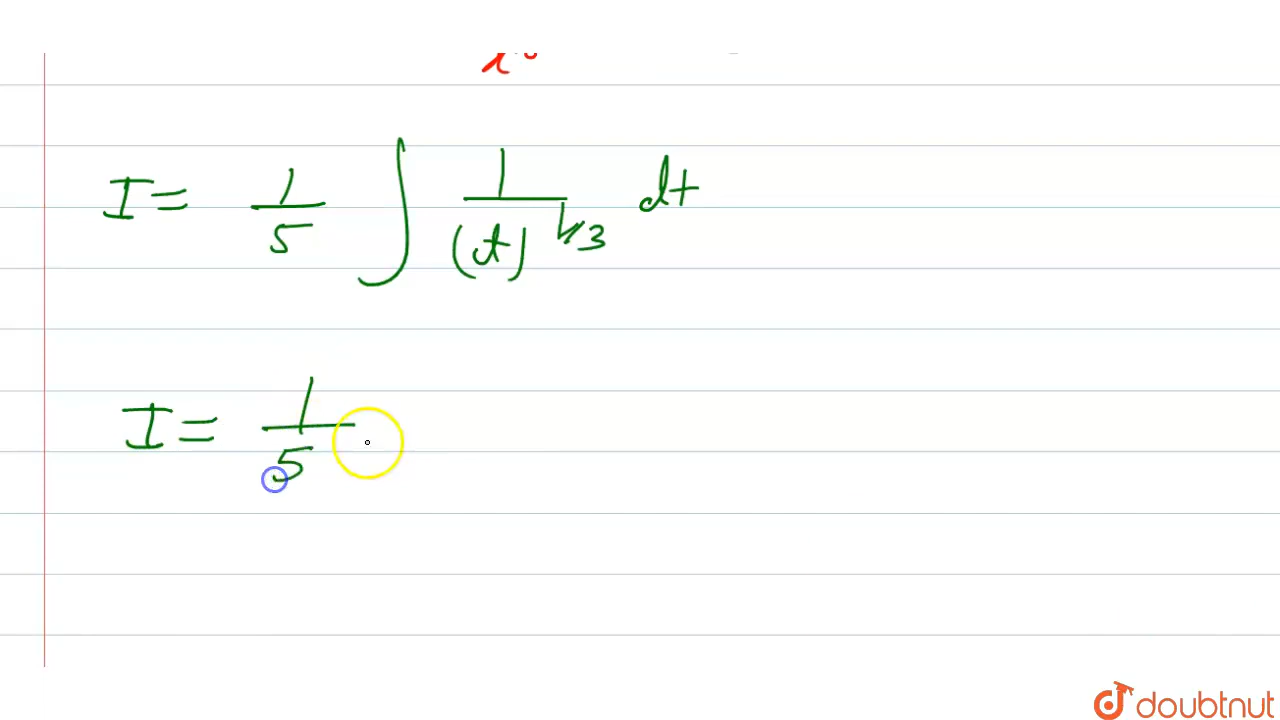 I = 1/5 ∫ 1/(t)^1/3 dt
I = 1/5
doubtnut